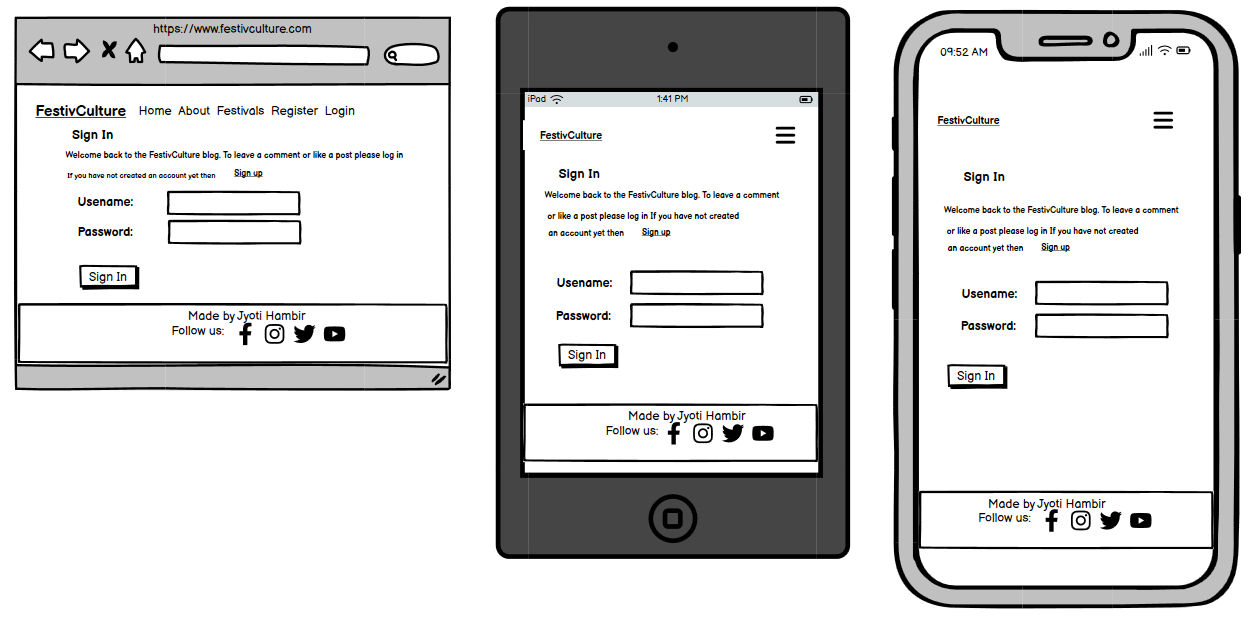 https://www.festivculture.com
FestivCulture Home About Festivals Register Login
Sign In
Welcome back to the FestivCulture blog. To leave a comment or like a post please log in
If you have not created an account yet then Sign up
Usename:
Password:
Sign In
Made by Jyoti Hambir
Follow us:
iPad 1:41 PM
FestivCulture
Sign In
Welcome back to the FestivCulture blog. To leave a comment
or like a post please log in If you have not created
an account yet then Sign up
Usename:
Password:
Sign In
Made by Jyoti Hambir
Follow us:
09:52 AM
FestivCulture
Sign In
Welcome back to the FestivCulture blog. To leave a comment
or like a post please log in If you have not created
an account yet then Sign up
Usename:
Password:
Sign In
Made by Jyoti Hambir
Follow us: